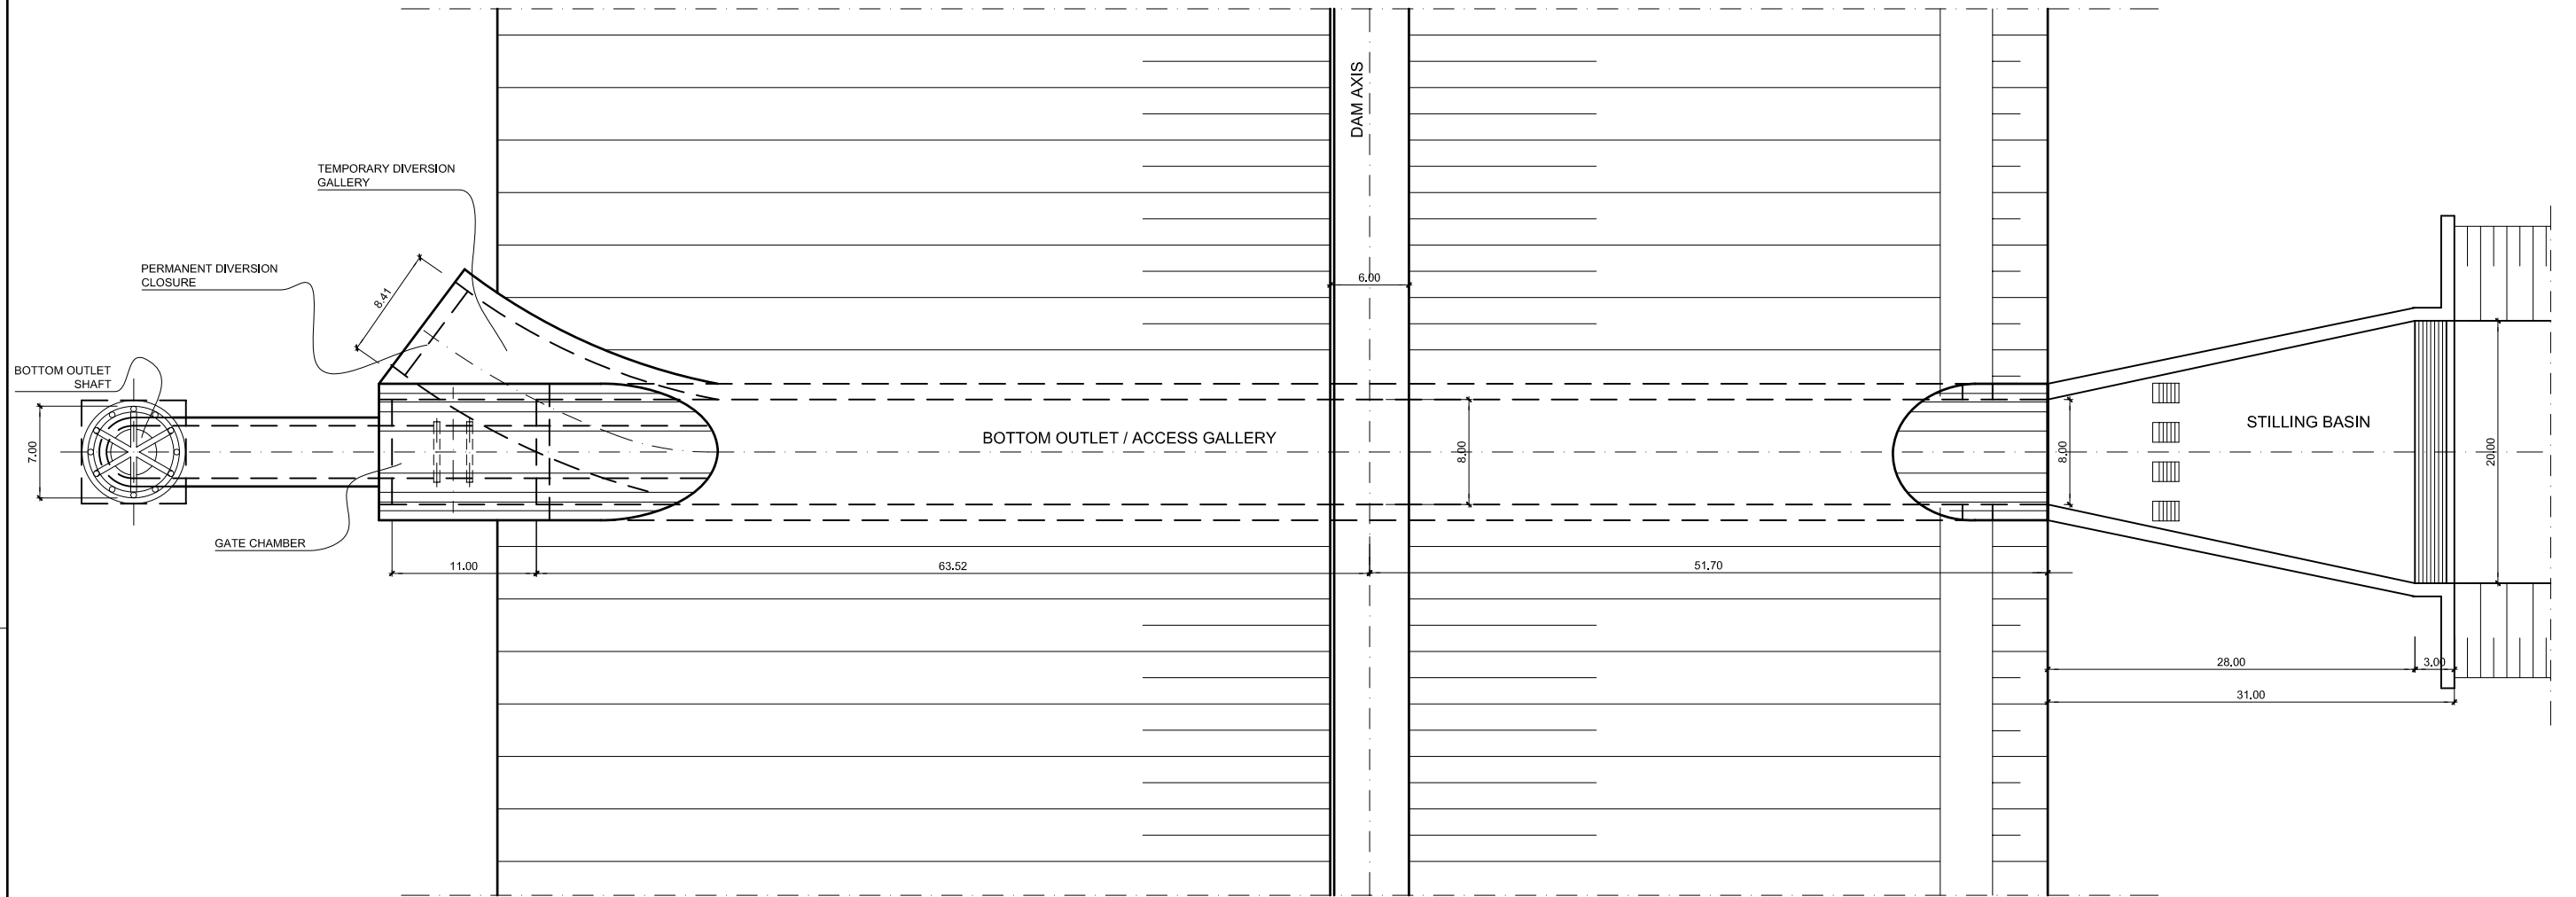 DAM AXIS
TEMPORARY DIVERSION
GALLERY
PERMANENT DIVERSION
CLOSURE
8.41
6.00
BOTTOM OUTLET
SHAFT
7.00
BOTTOM OUTLET / ACCESS GALLERY
8.00
8.00
STILLING BASIN
20.00
GATE CHAMBER
11.00
63.52
51.70
28.00
3.00
31.00